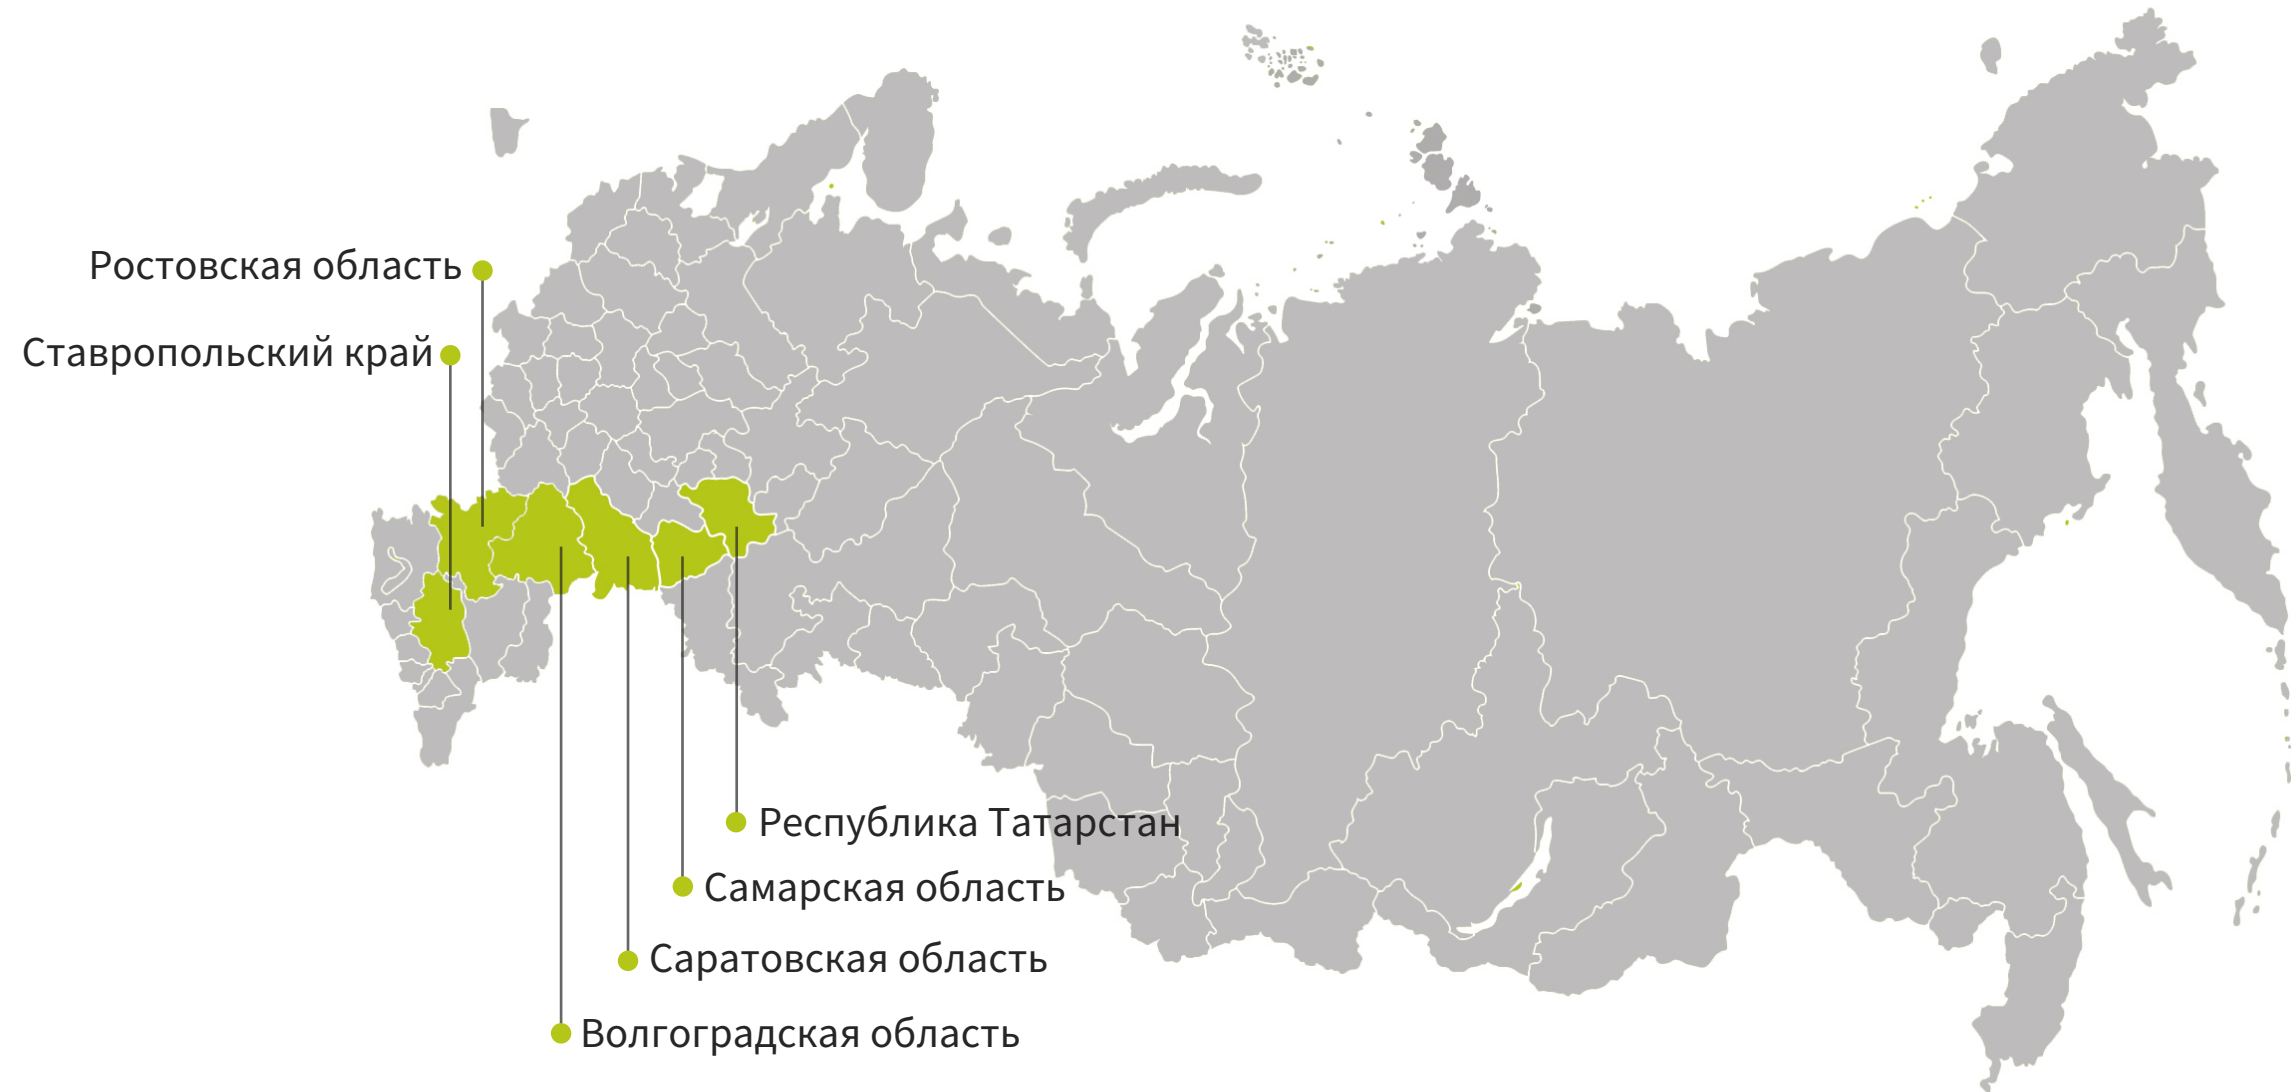 Ростовская область
Ставропольский край
Республика Татарстан
Самарская область
Саратовская область
Волгоградская область